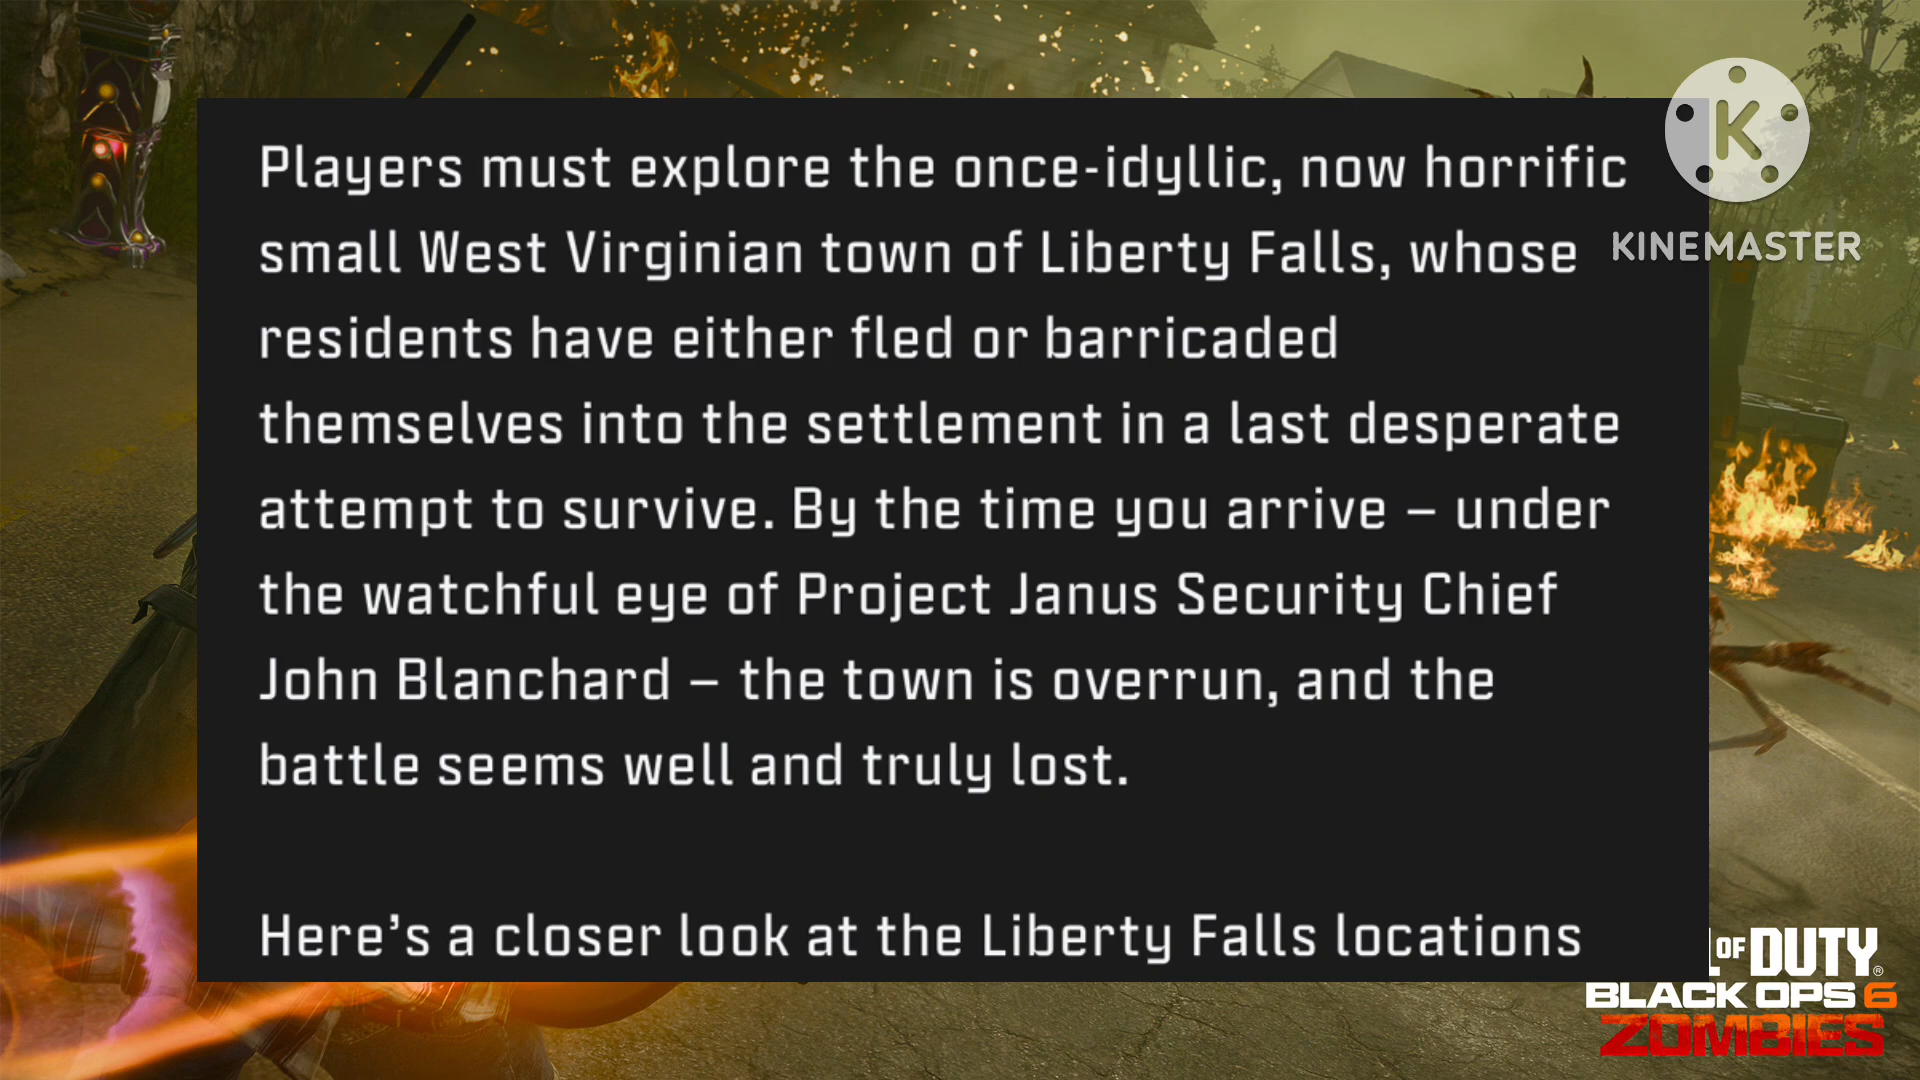 Players must explore the once-idyllic, now horrific
small West Virginian town of Liberty Falls, whose
residents have either fled or barricaded
themselves into the settlement in a last desperate
attempt to survive. By the time you arrive – under
the watchful eye of Project Janus Security Chief
John Blanchard – the town is overrun, and the
battle seems well and truly lost.
Here’s a closer look at the Liberty Falls locations
K
KINEMASTER
OF DUTY®
BLACK OPS 6
ZOMBIES